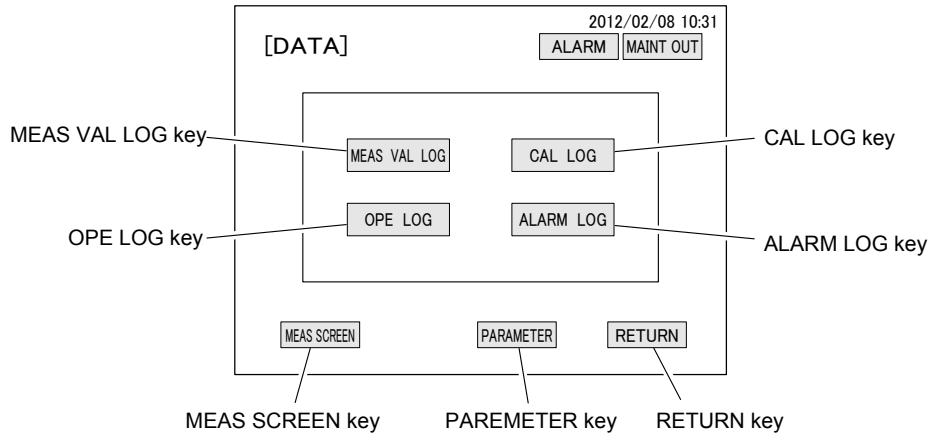 2012/02/08 10:31
[DATA]
ALARM MAINT OUT
MEAS VAL LOG key
MEAS VAL LOG
CAL LOG
CAL LOG key
OPE LOG key
OPE LOG
ALARM LOG
ALARM LOG key
MEAS SCREEN
PARAMETER
RETURN
MEAS SCREEN key
PAREMETER key
RETURN key